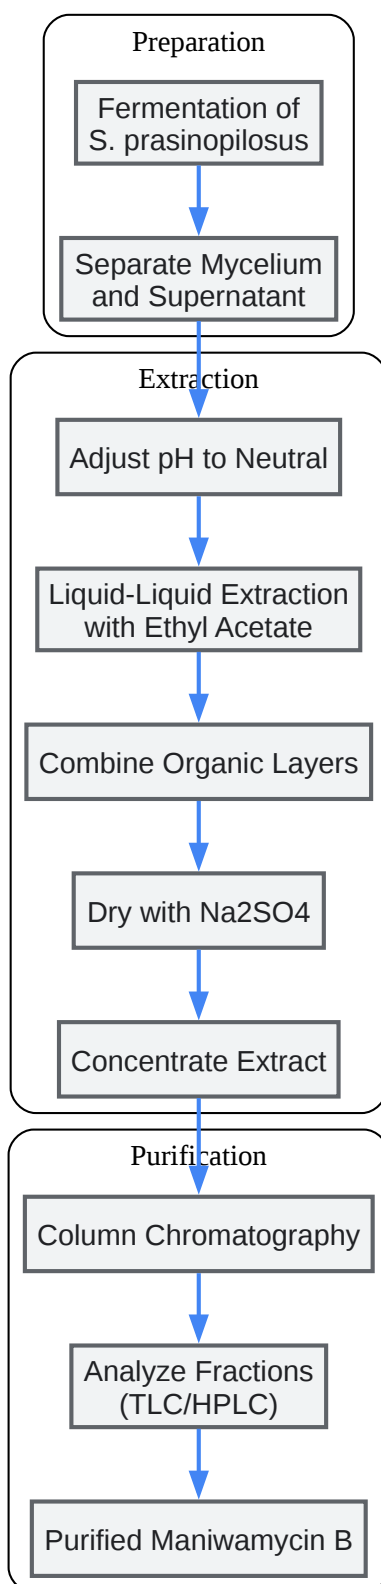 Preparation
Fermentation of
S. prasinopilosus
Separate Mycelium
and Supernatant
Extraction
Adjust pH to Neutral
Liquid-Liquid Extraction
with Ethyl Acetate
Combine Organic Layers
Dry with Na2SO4
Concentrate Extract
Purification
Column Chromatography
Analyze Fractions
(TLC/HPLC)
Purified Maniwamycin B